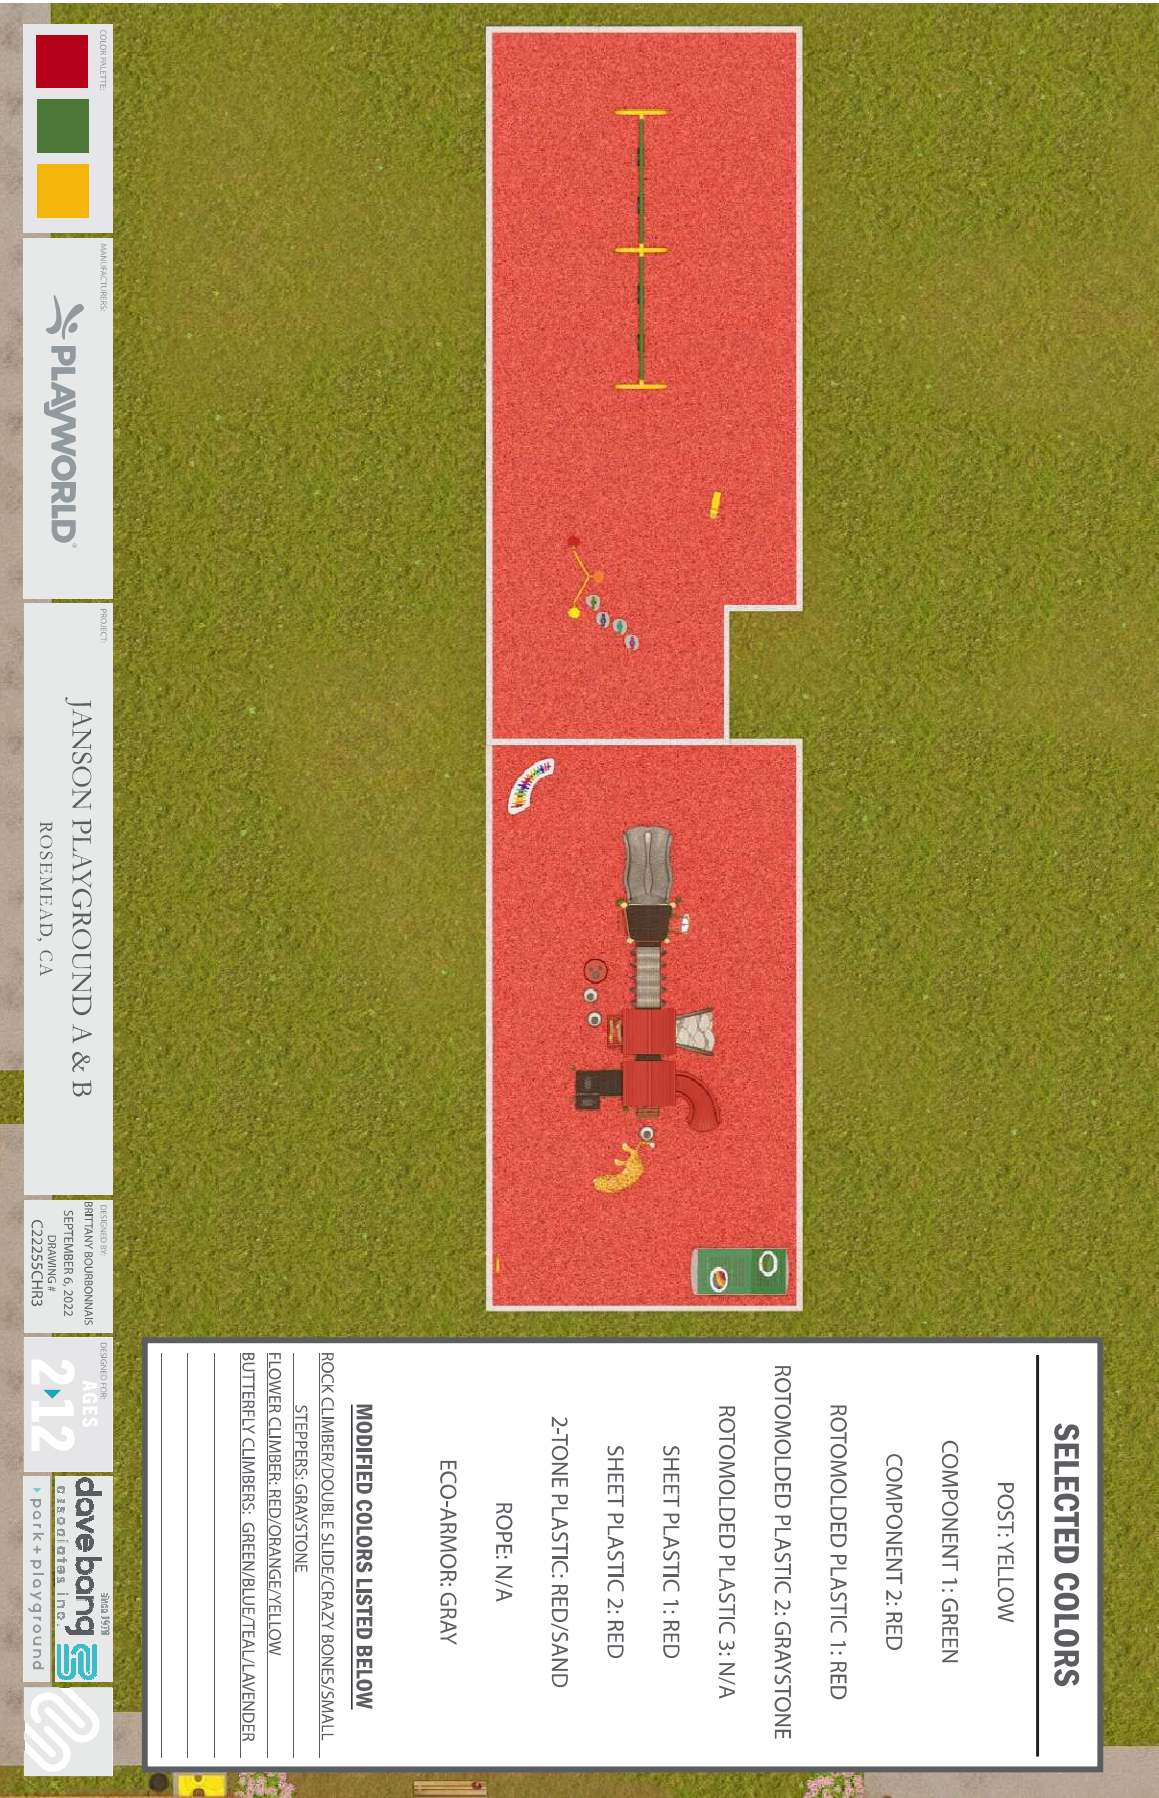 SELECTED COLORS
POST: YELLOW
COMPONENT 1: GREEN
COMPONENT 2: RED
ROTOMOLDED PLASTIC 1: RED
ROTOMOLDED PLASTIC 2: GRAYSTONE
ROTOMOLDED PLASTIC 3: N/A
SHEET PLASTIC 1: RED
SHEET PLASTIC 2: RED
2-TONE PLASTIC: RED/SAND
ROPE: N/A
ECO-ARMOR: GRAY
MODIFIED COLORS LISTED BELOW
ROCK CLIMBER/DOUBLE SLIDE/CRAZY BONES/SMALL
STEPPERS: GRAYSTONE
FLOWER CLIMBER: RED/ORANGE/YELLOW
BUTTERFLY CLIMBERS: GREEN/BLUE/TEAL/LAVENDER
COLOR PALETTE:
MANUFACTURERS:
PLAYWORLD®
PROJECT:
JANSON PLAYGROUND A & B
ROSEMEAD, CA
DESIGNED BY:
BRITTANY BOURBONNAIS
SEPTEMBER 6, 2022
DRAWING #
C22255CHR3
DESIGNED FOR:
AGES
2 12
Since 1979
dave bang
associates inc.
park + playground